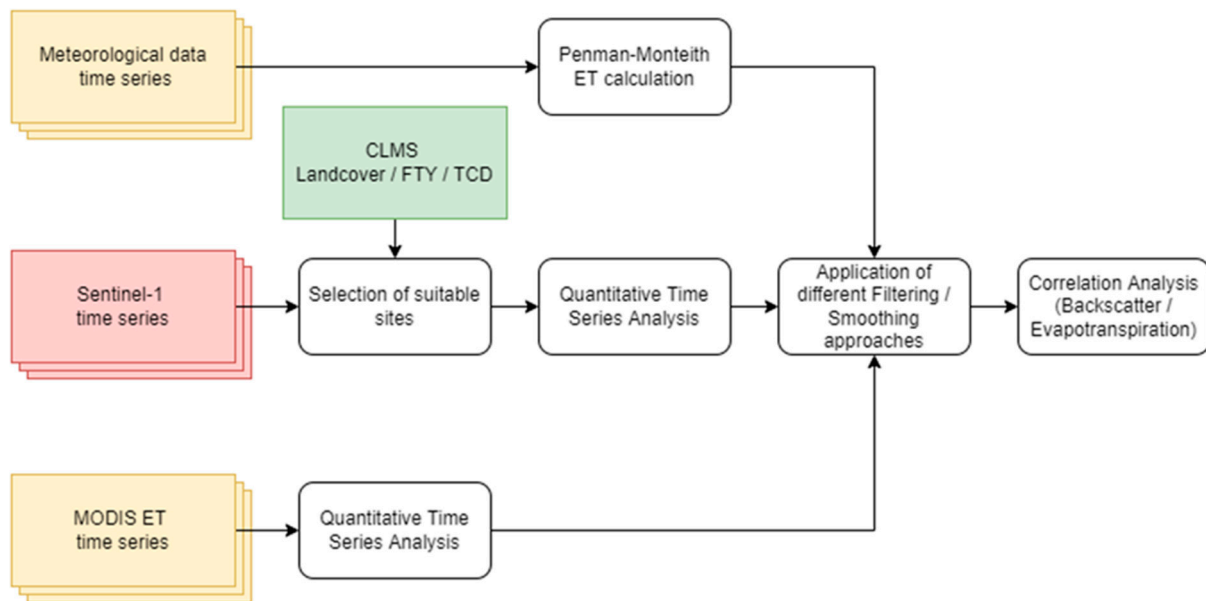 Meteorological data
time series
Penman-Monteith
ET calculation
CLMS
Landcover / FTY / TCD
Sentinel-1
time series
Selection of suitable
sites
Quantitative Time
Series Analysis
Application of
different Filtering /
Smoothing
approaches
Correlation Analysis
(Backscatter /
Evapotranspiration)
MODIS ET
time series
Quantitative Time
Series Analysis